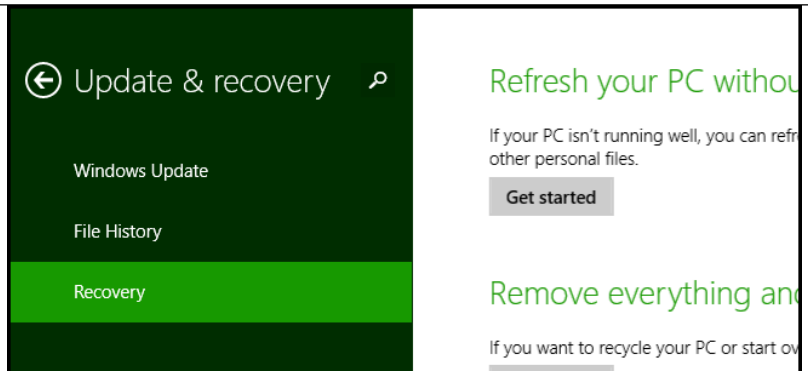 Update & recovery
Windows Update
File History
Recovery
Refresh your PC withou
If your PC isn't running well, you can refr
other personal files.
Get started
Remove everything an
If you want to recycle your PC or start ov